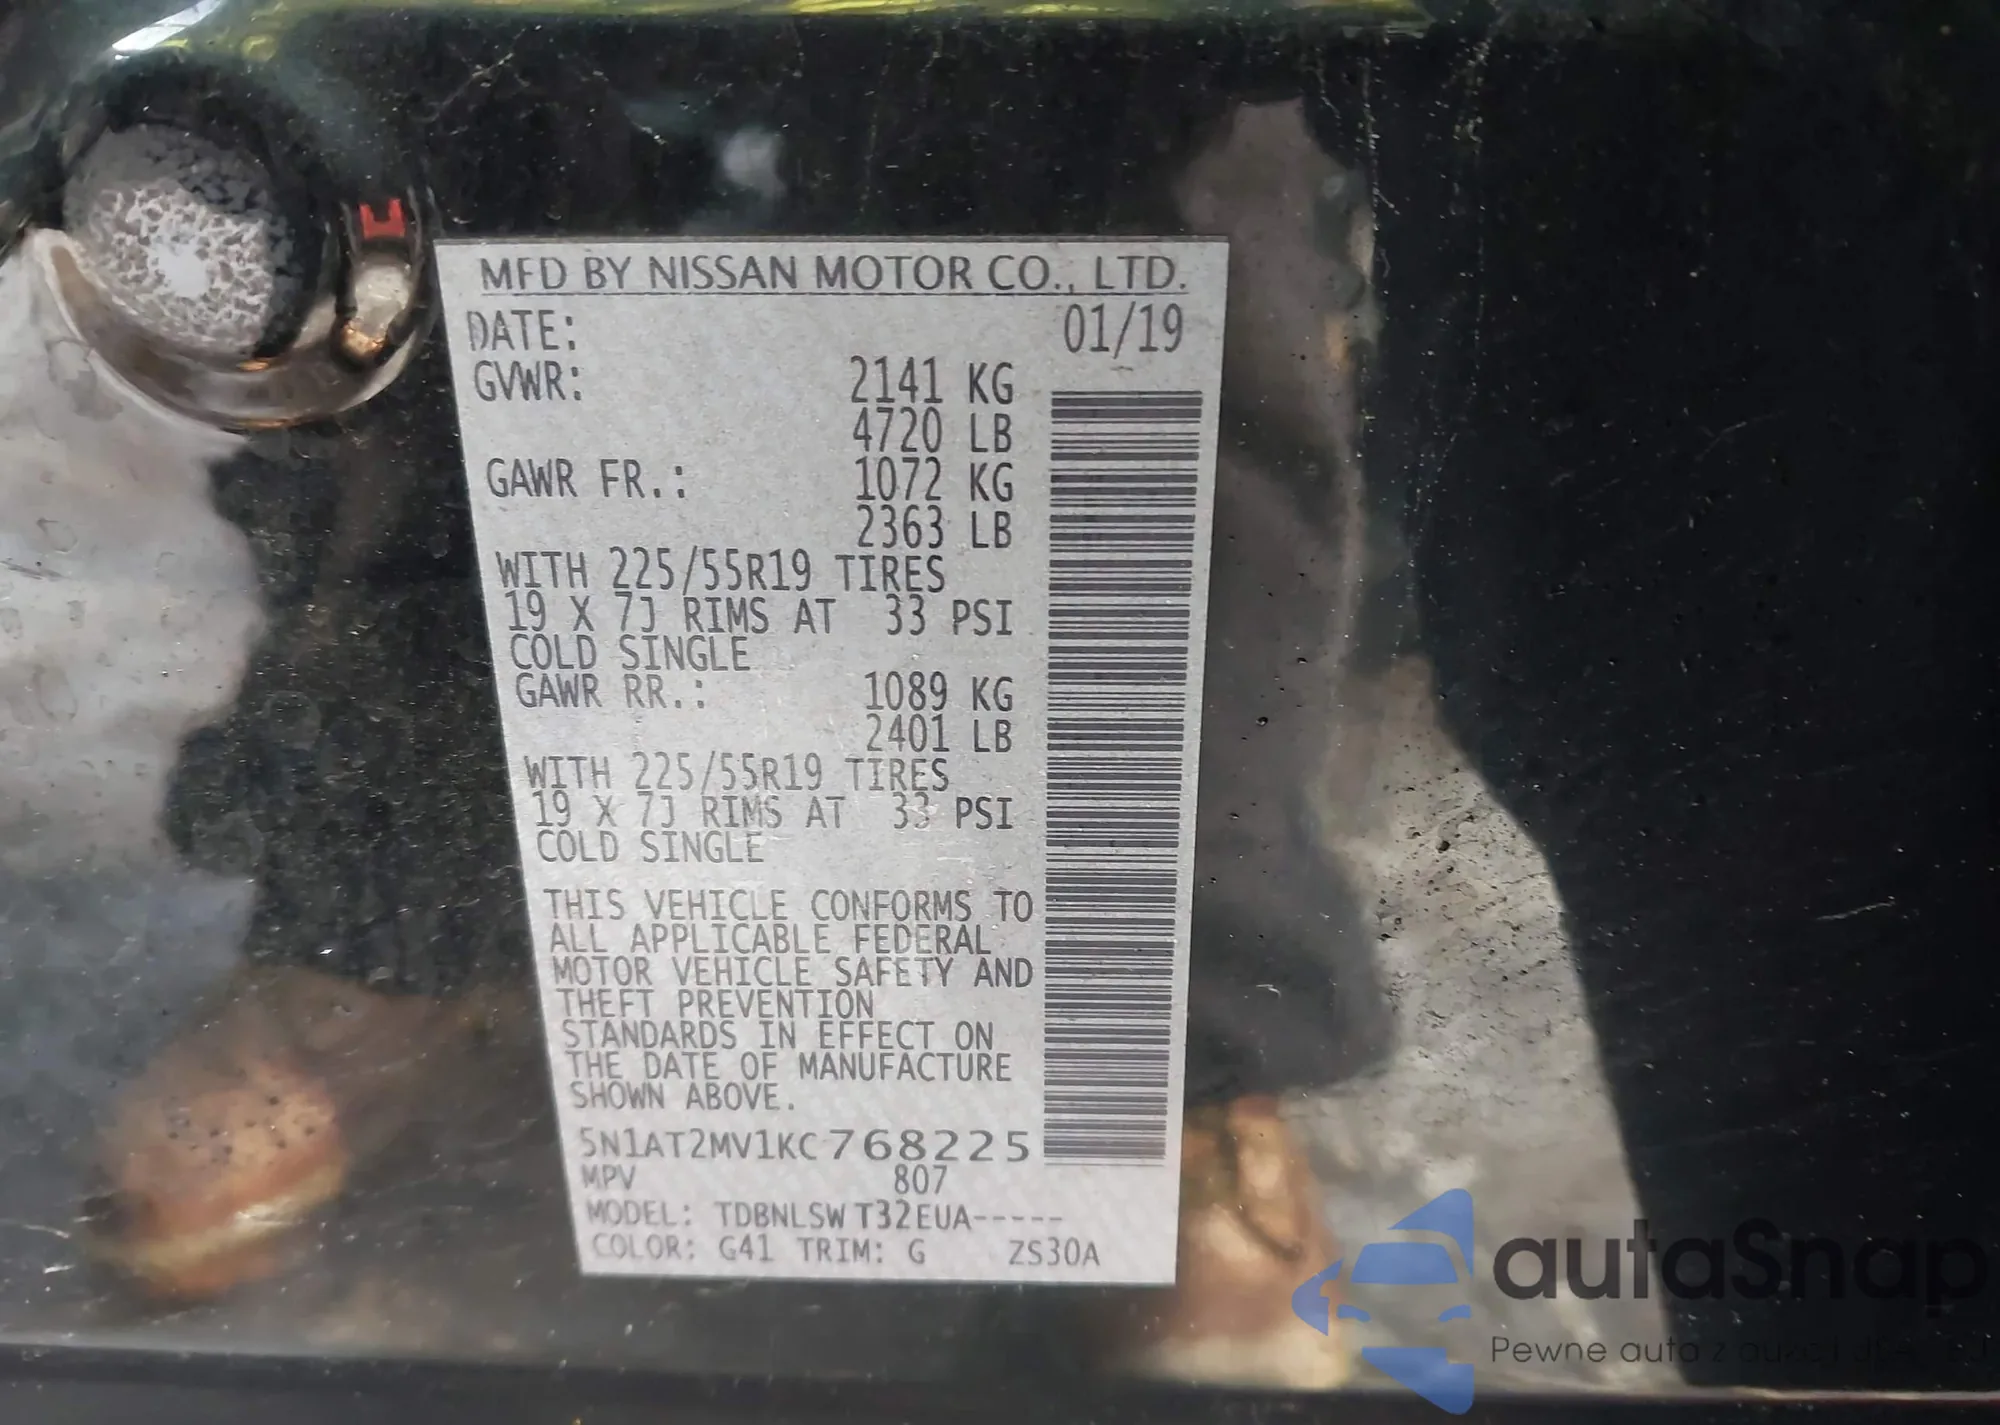 MFD BY NISSAN MOTOR CO., LTD.
DATE: 01/19
GVWR: 2141 KG
4720 LB
GAWR FR.: 1072 KG
2363 LB
WITH 225/55R19 TIRES
19 X 7J RIMS AT 33 PSI
COLD SINGLE
GAWR RR.: 1089 KG
2401 LB
WITH 225/55R19 TIRES
19 X 7J RIMS AT 33 PSI
COLD SINGLE
THIS VEHICLE CONFORMS TO
ALL APPLICABLE FEDERAL
MOTOR VEHICLE SAFETY AND
THEFT PREVENTION
STANDARDS IN EFFECT ON
THE DATE OF MANUFACTURE
SHOWN ABOVE.
5N1AT2MV1KC768225
MPV 807
MODEL: TDBNLSWT32EUA-----
COLOR: G41 TRIM: G ZS30A
autaSnap
Pewne auto z